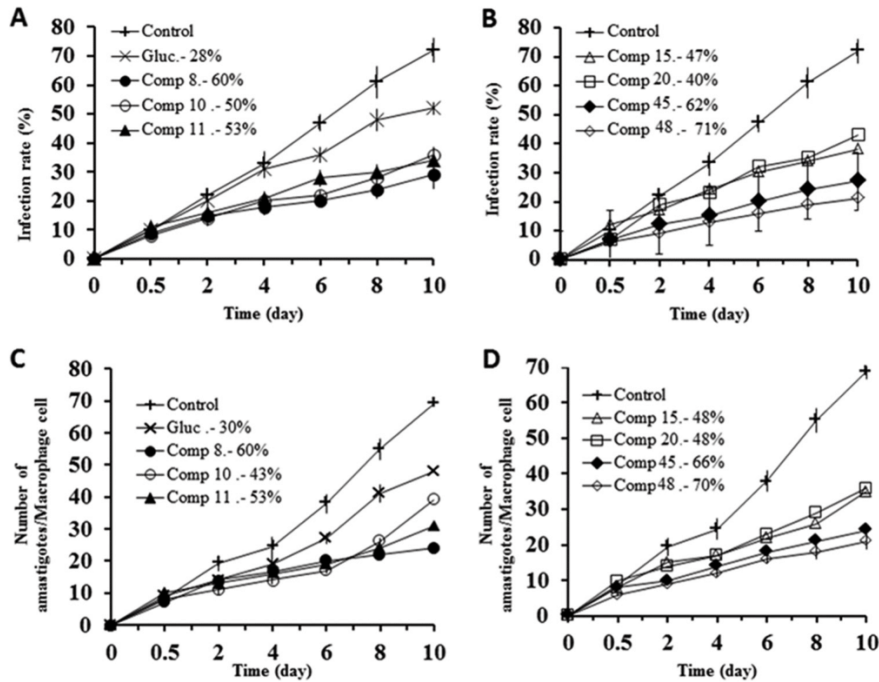 A
80
70
60
50
40
30
20
10
0
Infection rate (%)
Control
Gluc.- 28%
Comp 8.- 60%
Comp 10 .- 50%
Comp 11 .- 53%
0 0.5 2 4 6 8 10
Time (day)
B
80
70
60
50
40
30
20
10
0
Infection rate (%)
Control
Comp 15.- 47%
Comp 20.- 40%
Comp 45.- 62%
Comp 48 .- 71%
0 0.5 2 4 6 8 10
Time (day)
C
80
70
60
50
40
30
20
10
0
Number of
amastigotes/Macrophage cell
Control
Gluc .- 30%
Comp 8.- 60%
Comp 10 .- 43%
Comp 11 .- 53%
0 0.5 2 4 6 8 10
Time (day)
D
70
60
50
40
30
20
10
0
Number of
amastigotes/Macrophage cell
Control
Comp 15.- 48%
Comp 20.- 48%
Comp 45.- 66%
Comp 48 .- 70%
0 0.5 2 4 6 8 10
Time (day)